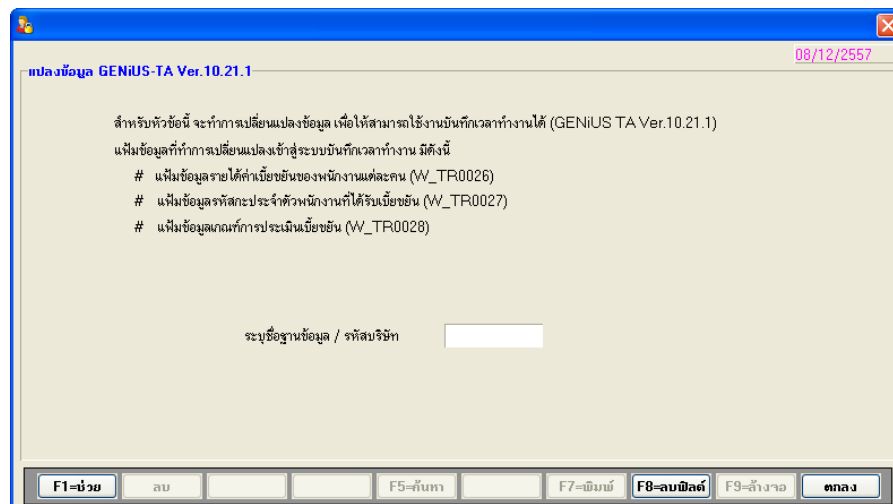 08/12/2557
แปลงข้อมูล GENiUS-TA Ver.10.21.1
สำหรับหัวข้อนี้ จะทำการเปลี่ยนแปลงข้อมูล เพื่อให้สามารถใช้งานบันทึกเวลาทำงานได้ (GENiUS TA Ver.10.21.1)
แฟ้มข้อมูลที่ทำการเปลี่ยนแปลงเข้าสู่ระบบบันทึกเวลาทำงาน มีดังนี้
# แฟ้มข้อมูลรายได้ค่าเบี้ยขยันของพนักงานแต่ละคน (W_TR0026)
# แฟ้มข้อมูลรหัสกะประจำตัวพนักงานที่ได้รับเบี้ยขยัน (W_TR0027)
# แฟ้มข้อมูลเกณฑ์การประเมินเบี้ยขยัน (W_TR0028)
ระบุชื่อฐานข้อมูล / รหัสบริษัท
F1=ช่วย ลบ F5=ค้นหา F7=พิมพ์ F8=ลบฟิลด์ F9=ล้างจอ ตกลง